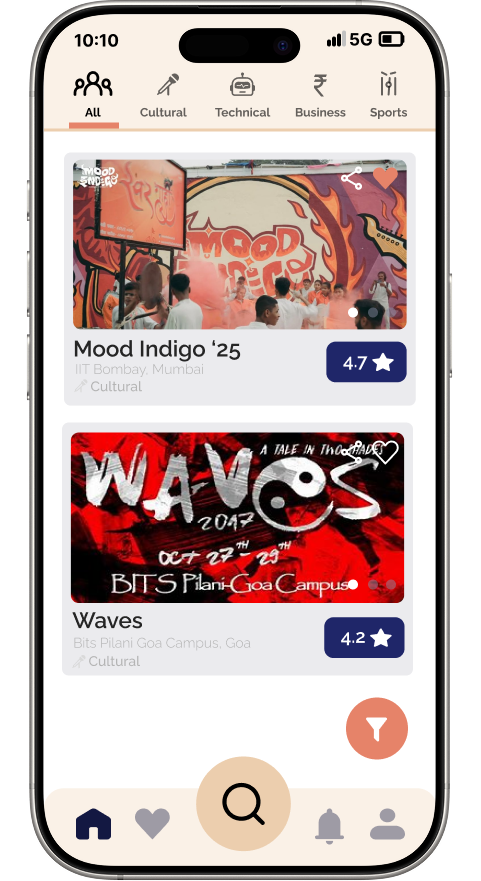 10:10
5G
All
Cultural
Technical
Business
Sports
MOOD
INDIGO
MOOD
INDIGO
Mood Indigo ‘25
IIT Bombay, Mumbai
Cultural
4.7
A TALE IN TWO SHADES
WAVES
2017
OCT 27TH - 29TH
BITS Pilani-Goa Campus
Waves
Bits Pilani Goa Campus, Goa
Cultural
4.2